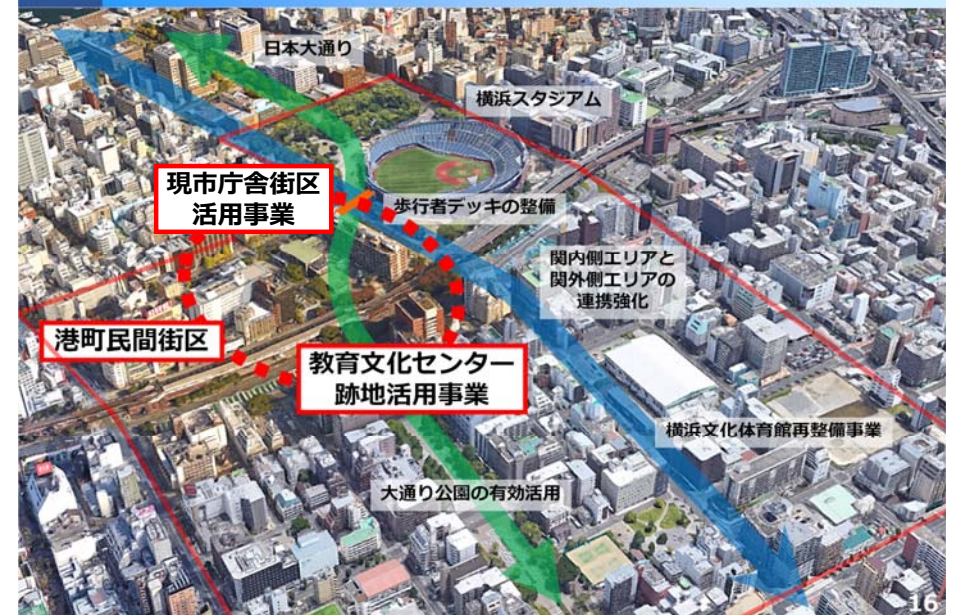 日本大通り
横浜スタジアム
現市庁舎街区
活用事業
歩行者デッキの整備
関内側エリアと
関外側エリアの
連携強化
港町民間街区
教育文化センター
跡地活用事業
横浜文化体育館再整備事業
大通り公園の有効活用
16